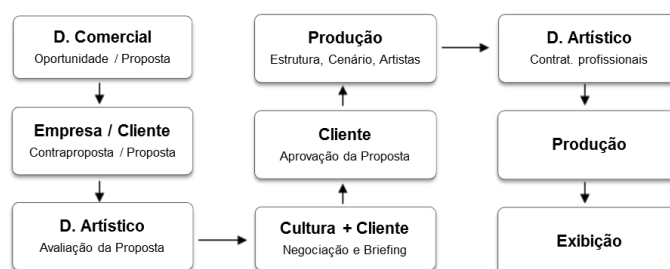 D. Comercial
Oportunidade / Proposta
Empresa / Cliente
Contraproposta / Proposta
D. Artístico
Avaliação da Proposta
Cultura + Cliente
Negociação e Briefing
Cliente
Aprovação da Proposta
Produção
Estrutura, Cenário, Artistas
D. Artístico
Contrat. profissionais
Produção
Exibição